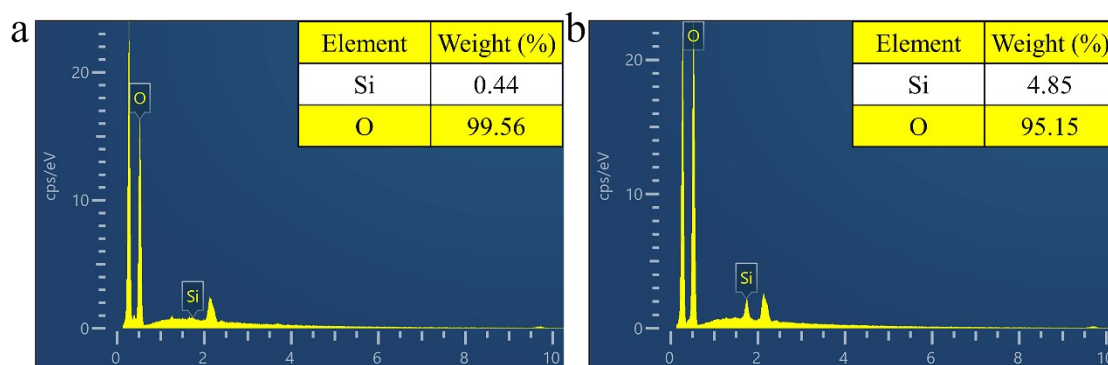 a
Element Weight (%)
Si 0.44
O 99.56
O
Si
cps/eV
20
10
0
0 2 4 6 8 10
b
Element Weight (%)
Si 4.85
O 95.15
O
Si
cps/eV
20
10
0
0 2 4 6 8 10